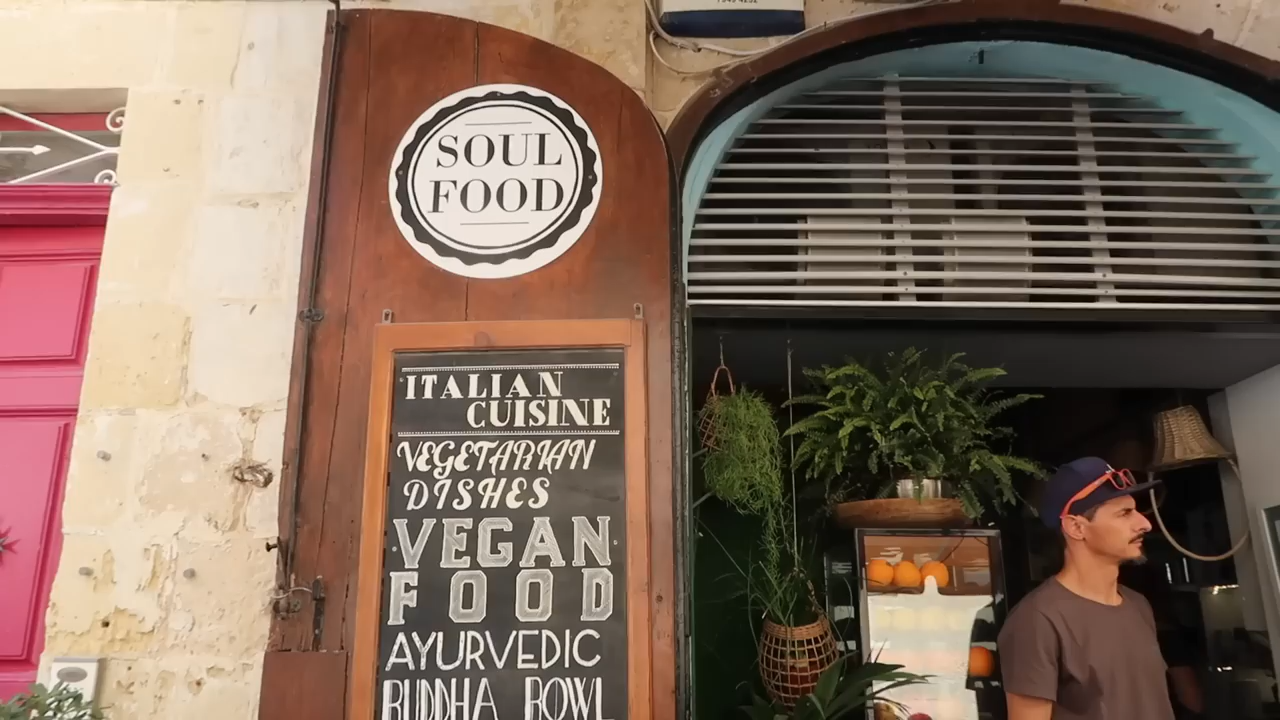 SOUL
FOOD
ITALIAN
CUISINE
VEGETARIAN
DISHES
VEGAN
FOOD
AYURVEDIC
BUDDHA BOWL